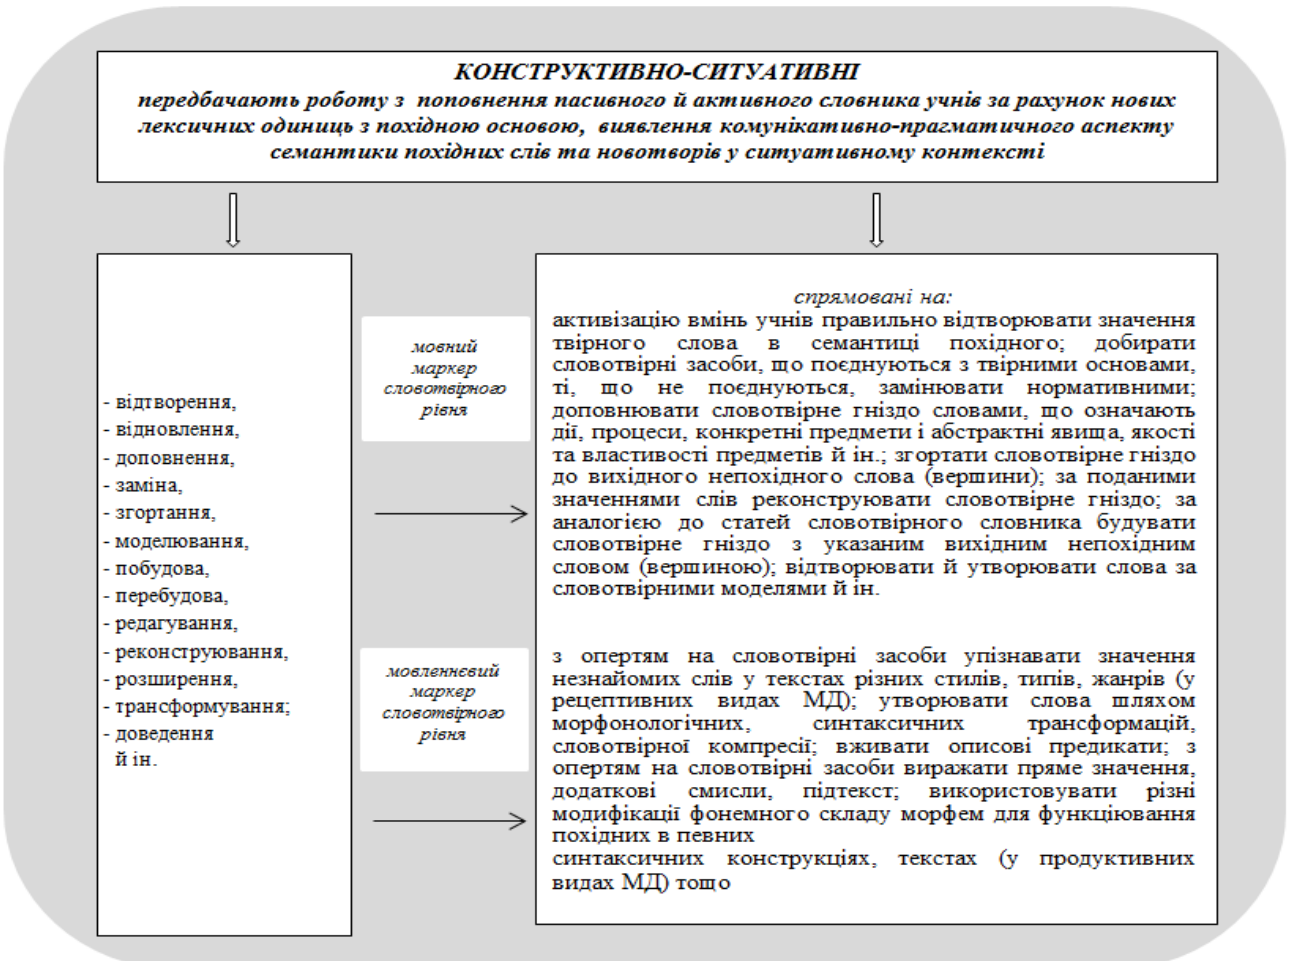 КОНСТРУКТИВНО-СИТУАТИВНІ
передбачають роботу з поповнення пасивного й активного словника учнів за рахунок нових
лексичних одиниць з похідною основою, виявлення комунікативно-прагматичного аспекту
семантики похідних слів та новотворів у ситуативному контексті
- відтворення,
- відновлення,
- доповнення,
- заміна,
- згортання,
- моделювання,
- побудова,
- перебудова,
- редагування,
- реконструювання,
- розширення,
- трансформування;
- доведення
й ін.
мовний
маркер
словотвірного
рівня
мовленнєвий
маркер
словотвірного
рівня
спрямовані на:
активізацію вмінь учнів правильно відтворювати значення
твірного слова в семантиці похідного; добирати
словотвірні засоби, що поєднуються з твірними основами,
ті, що не поєднуються, замінювати нормативними;
доповнювати словотвірне гніздо словами, що означають
дії, процеси, конкретні предмети і абстрактні явища, якості
та властивості предметів й ін.; згортати словотвірне гніздо
до вихідного непохідного слова (вершини); за поданими
значеннями слів реконструювати словотвірне гніздо; за
аналогією до статей словотвірного словника будувати
словотвірне гніздо з указаним вихідним непохідним
словом (вершиною); відтворювати й утворювати слова за
словотвірними моделями й ін.
з опертям на словотвірні засоби упізнавати значення
незнайомих слів у текстах різних стилів, типів, жанрів (у
рецептивних видах МД); утворювати слова шляхом
морфонологічних, синтаксичних трансформацій,
словотвірної компресії; вживати описові предикати; з
опертям на словотвірні засоби виражати пряме значення,
додаткові смисли, підтекст; використовувати різні
модифікації фонемного складу морфем для функціювання
похідних в певних
синтаксичних конструкціях, текстах (у продуктивних
видах МД) тощо